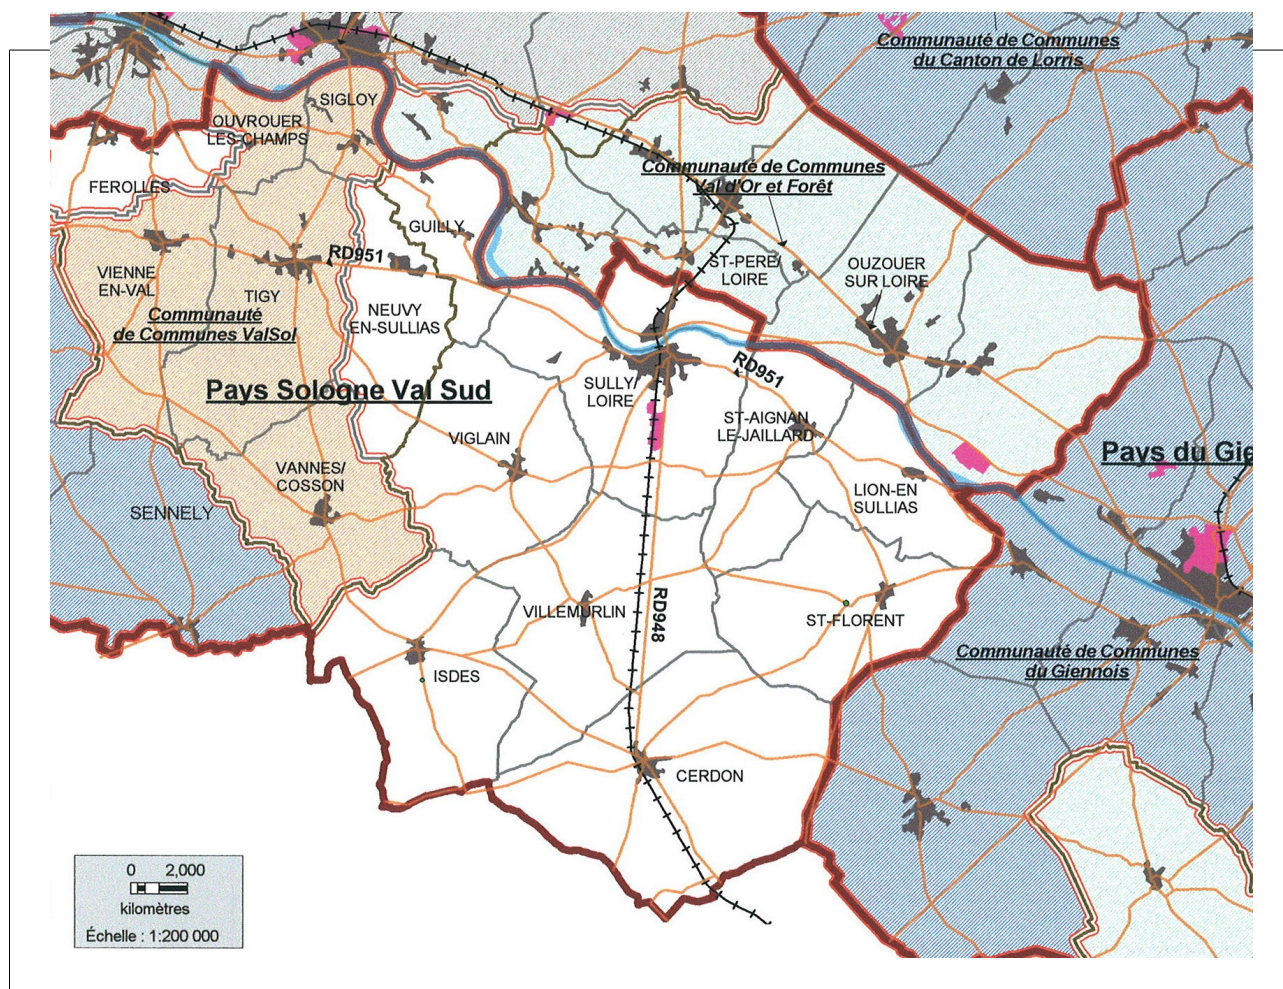 Communauté de Communes
du Canton de Lorris
SIGLOY
OUVROUER
LES-CHAMPS
Communauté de Communes
Val d'Or et Forêt
FEROLLES
GUILLY
RD951
ST-PERE/
LOIRE
OUZOUER
SUR LOIRE
VIENNE
EN-VAL
TIGY
NEUVY
EN-SULLIAS
Communauté
de Communes ValSol
RD951
Pays Sologne Val Sud
SULLY/
LOIRE
ST-AIGNAN
LE-JAILLARD
VIGLAIN
Pays du Gie
VANNES/
COSSON
LION-EN
SULLIAS
SENNELY
VILLEMURLIN
RD948
ST-FLORENT
Communauté de Communes
du Giennois
ISDES
CERDON
0 2,000
kilomètres
Échelle : 1:200 000